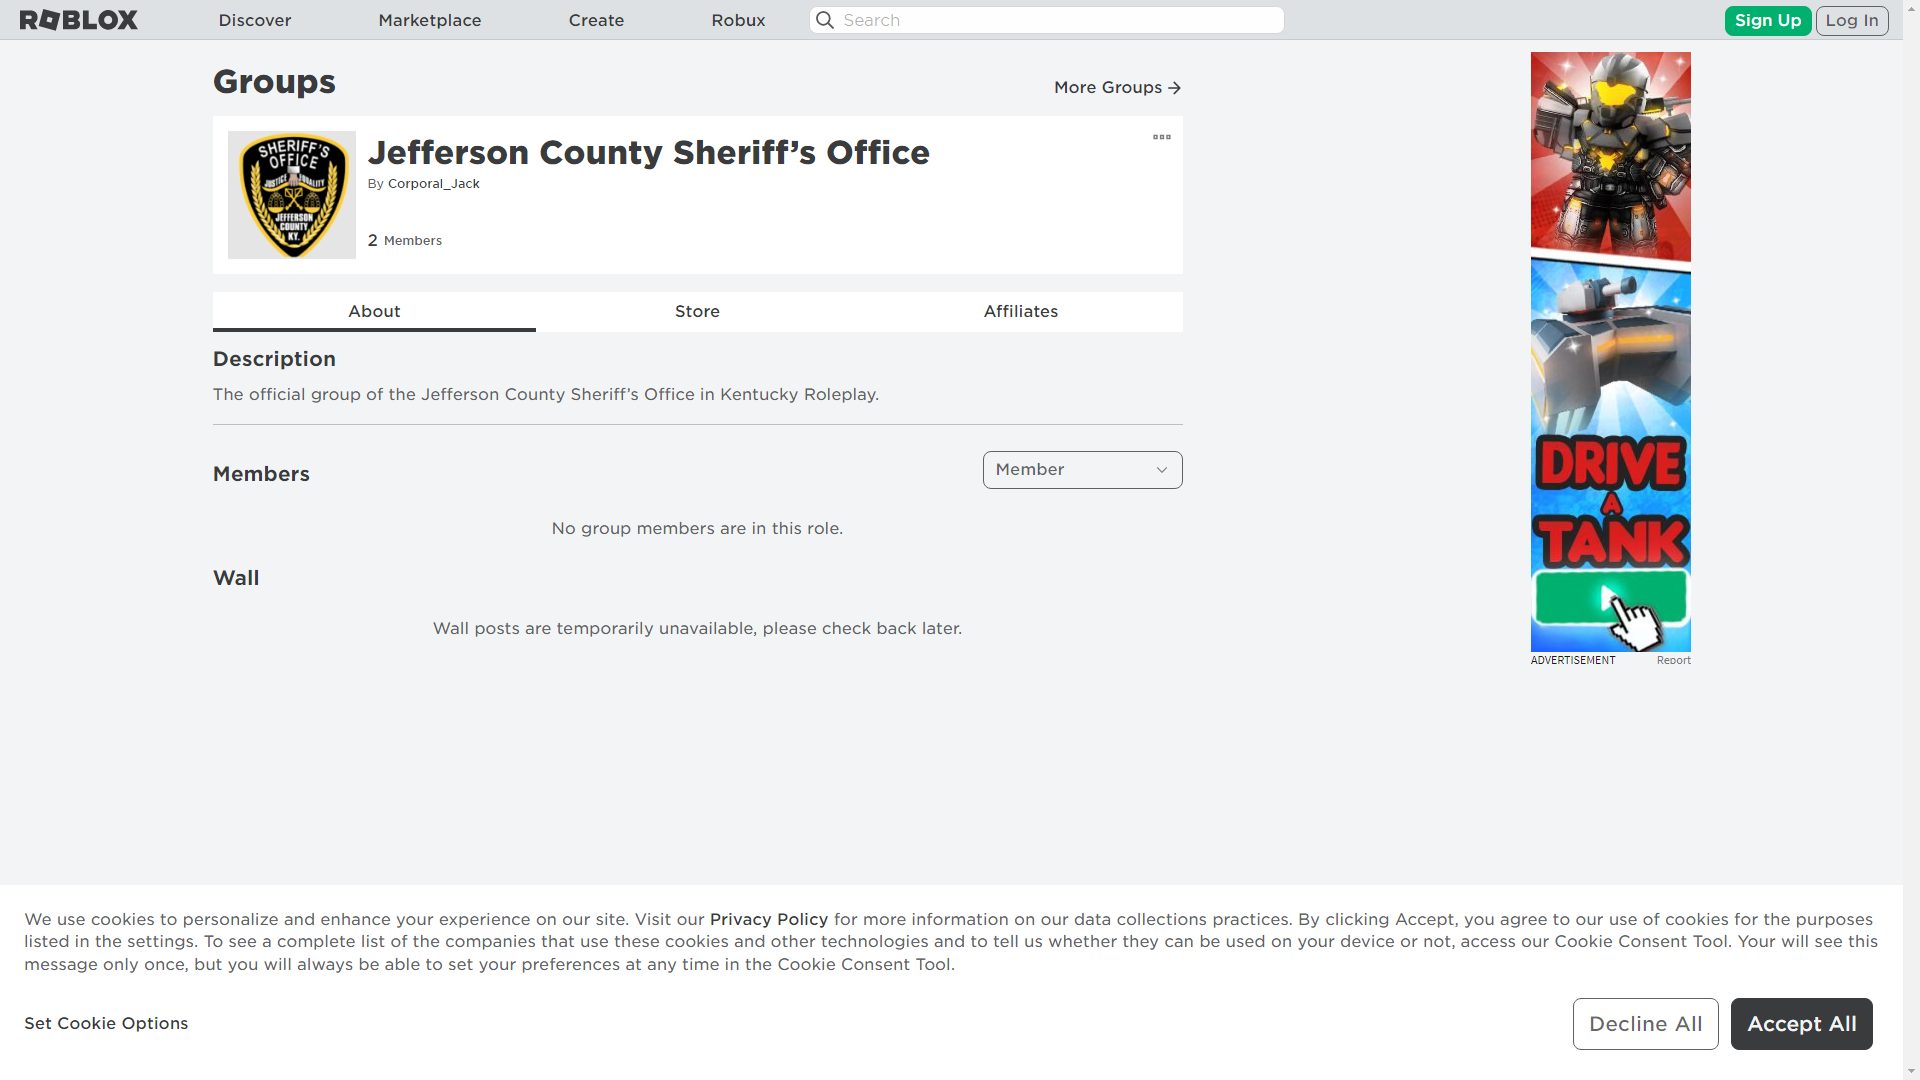 ROBLOX
Discover
Marketplace
Create
Robux
Search
Sign Up
Log In
Groups
More Groups
SHERIFF'S
OFFICE
JUSTICE EQUALITY
JEFFERSON
COUNTY
KY.
Jefferson County Sheriff’s Office
By Corporal_Jack
2 Members
About
Store
Affiliates
Description
The official group of the Jefferson County Sheriff’s Office in Kentucky Roleplay.
Members
Member
No group members are in this role.
Wall
Wall posts are temporarily unavailable, please check back later.
DRIVE
A
TANK
ADVERTISEMENT
Report
We use cookies to personalize and enhance your experience on our site. Visit our Privacy Policy for more information on our data collections practices. By clicking Accept, you agree to our use of cookies for the purposes
listed in the settings. To see a complete list of the companies that use these cookies and other technologies and to tell us whether they can be used on your device or not, access our Cookie Consent Tool. Your will see this
message only once, but you will always be able to set your preferences at any time in the Cookie Consent Tool.
Set Cookie Options
Decline All
Accept All